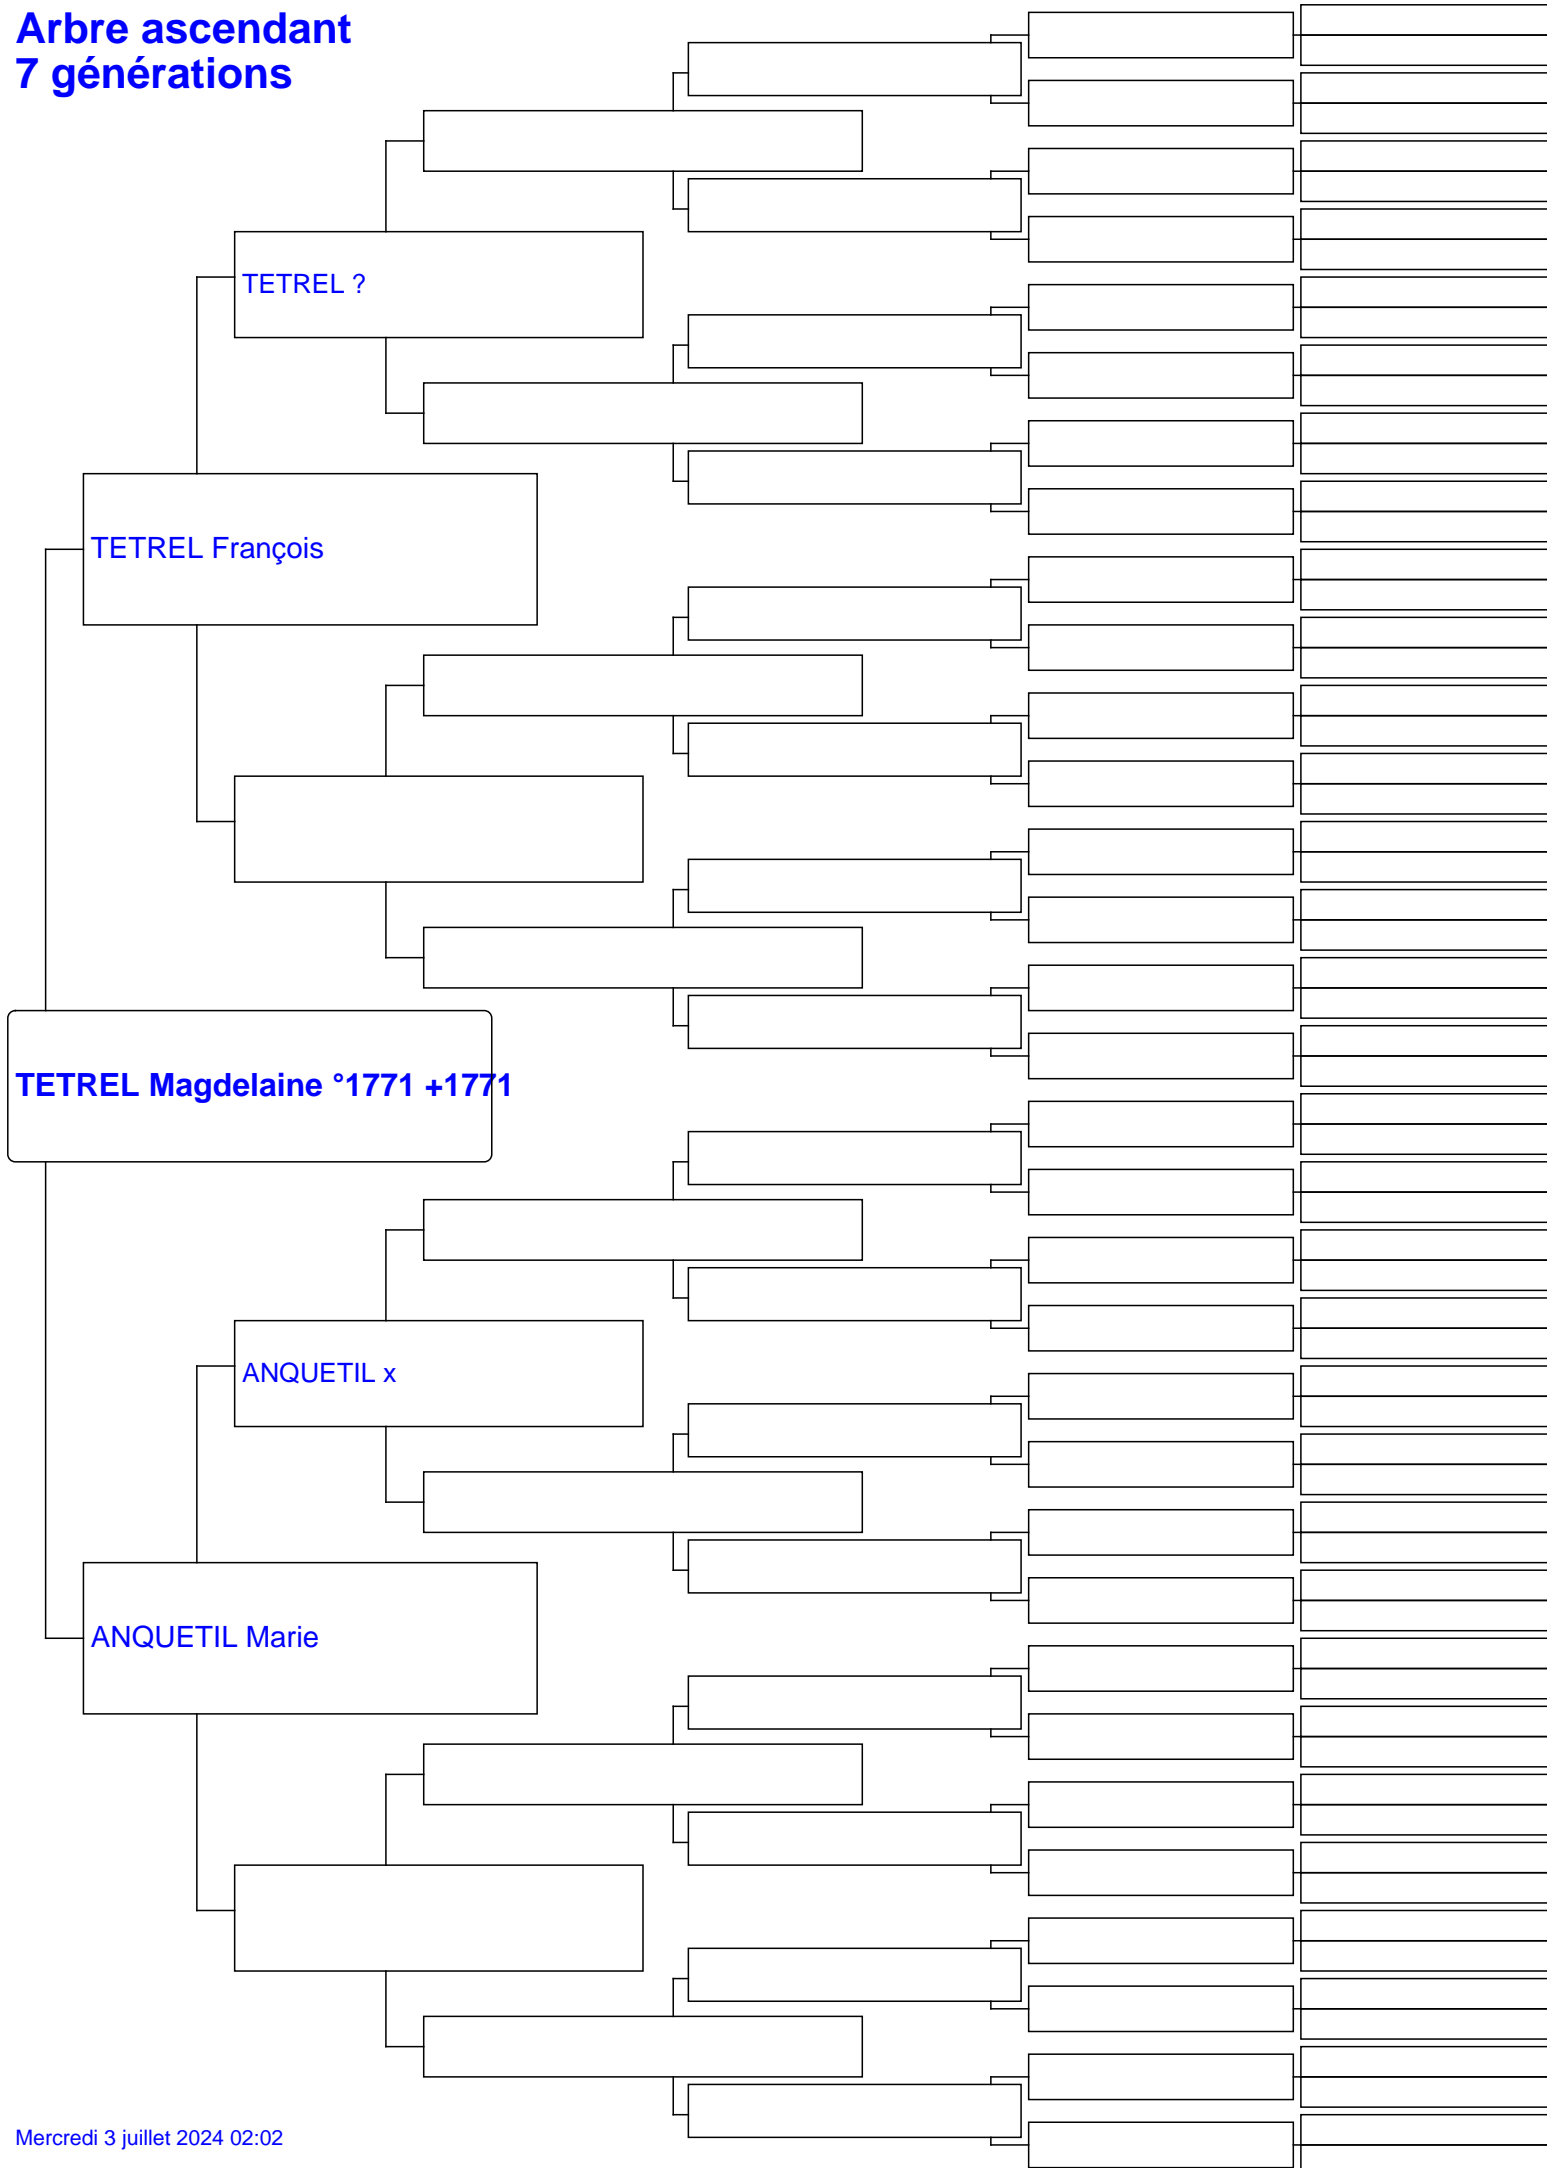 Arbre ascendant
7 générations
TETREL ?
TETREL François
TETREL Magdelaine °1771 +1771
ANQUETIL x
ANQUETIL Marie
Mercredi 3 juillet 2024 02:02